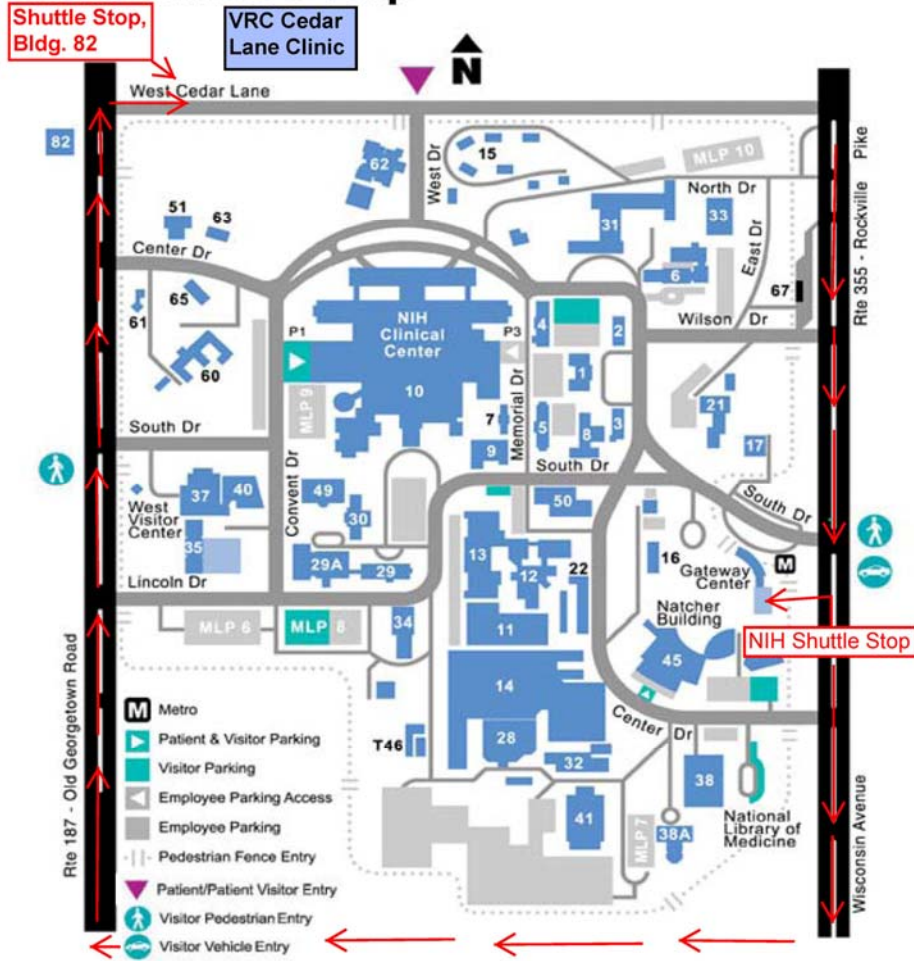 Shuttle Stop,
Bldg. 82
VRC Cedar
Lane Clinic
N
West Cedar Lane
82
62
West Dr
15
MLP 10
Pike
North Dr
31
33
51
63
Center Dr
East Dr
6
67
Rte 355 - Rockville
65
61
60
P1
NIH
Clinical
Center
P3
4
2
Wilson Dr
10
1
Memorial Dr
MLP 9
7
5
8
3
21
17
9
South Dr
South Dr
South Dr
Convent Dr
49
50
37
40
30
West
Visitor
Center
35
13
22
16
Gateway
Center
M
29A
29
12
Lincoln Dr
Natcher
Building
MLP 6
MLP 8
34
11
NIH Shuttle Stop
45
14
Center Dr
Rte 187 - Old Georgetown Road
T46
28
32
38
National
Library of
Medicine
41
MLP 7
38A
Wisconsin Avenue
M Metro
Patient & Visitor Parking
Visitor Parking
Employee Parking Access
Employee Parking
Pedestrian Fence Entry
Patient/Patient Visitor Entry
Visitor Pedestrian Entry
Visitor Vehicle Entry